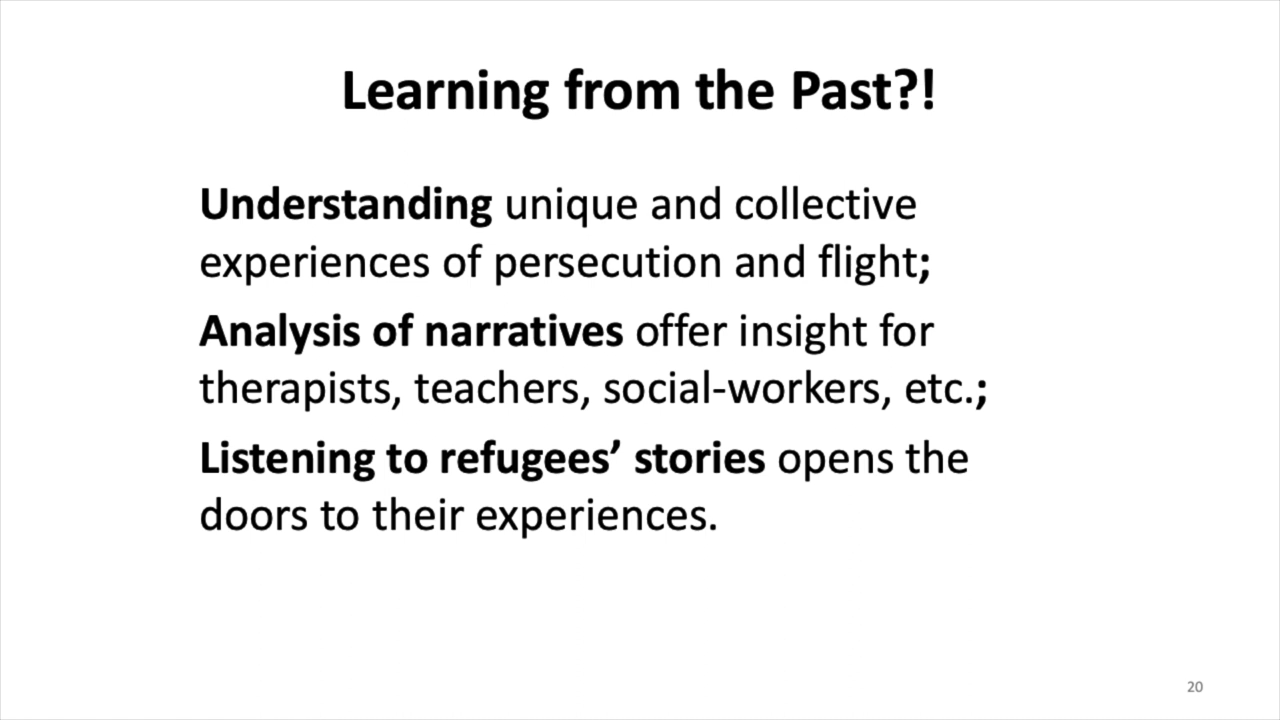 Learning from the Past?!
Understanding unique and collective
experiences of persecution and flight;
Analysis of narratives offer insight for
therapists, teachers, social-workers, etc.;
Listening to refugees’ stories opens the
doors to their experiences.
20